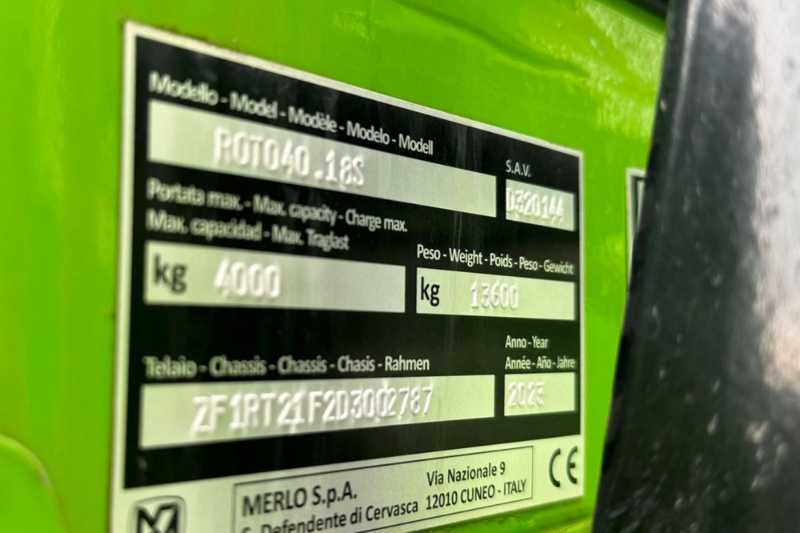 Modello - Model - Modèle - Modelo - Modell
ROTO40.18S
S.A.V.
D320144
Portata max. - Max. capacity - Charge max.
Max. capacidad - Max. Traglast
kg 4000
Peso - Weight - Poids - Peso - Gewicht
kg 13600
Telaio - Chassis - Chassis - Chasis - Rahmen
ZF1RT21F2D3002787
Anno - Year
Année - Año - Jahre
2023
MERLO S.p.A.
S. Defendente di Cervasca
Via Nazionale 9
12010 CUNEO - ITALY
CE